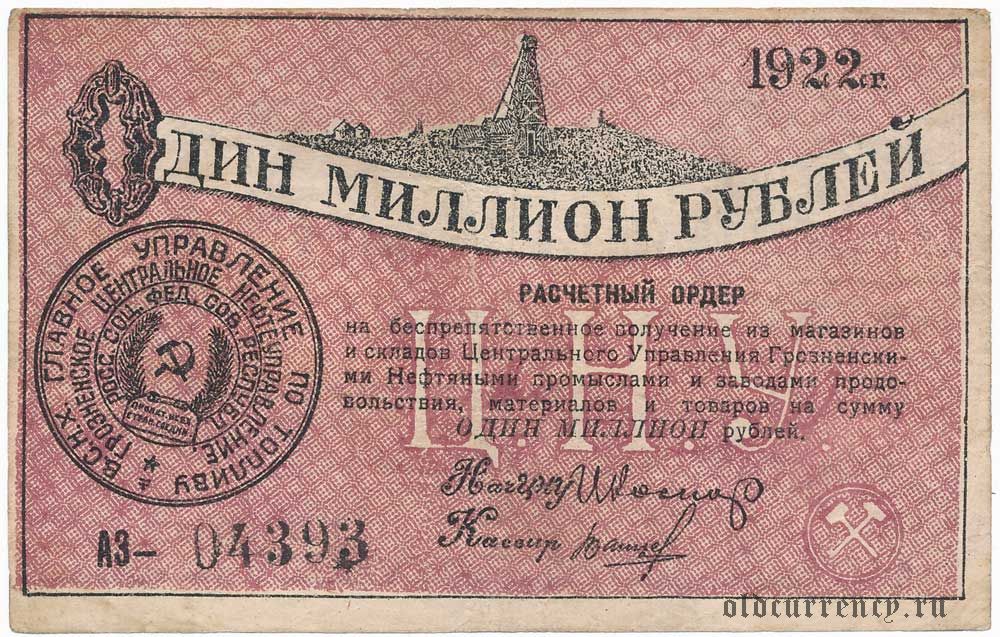 1922г.
ОДИН МИЛЛИОН РУБЛЕЙ
В.С.Н.Х. ГЛАВНОЕ УПРАВЛЕНИЕ ПО ТОПЛИВУ
ГРОЗНЕНСКОЕ ЦЕНТРАЛЬНОЕ НЕФТЕУПРАВЛЕНИЕ
РОСС. СОЦ. ФЕД. СОВ. РЕСПУБЛ.
РАСЧЕТНЫЙ ОРДЕР
на беспрепятственное получение из магазинов
и складов Центрального Управления Грозненски-
ми Нефтяными промыслами и заводами продо-
вольствия, материалов и товаров на сумму
ОДИН МИЛЛИОН рублей.
Ц.Н.У.
Кассир
АЗ— 04393
oldcurrency.ru